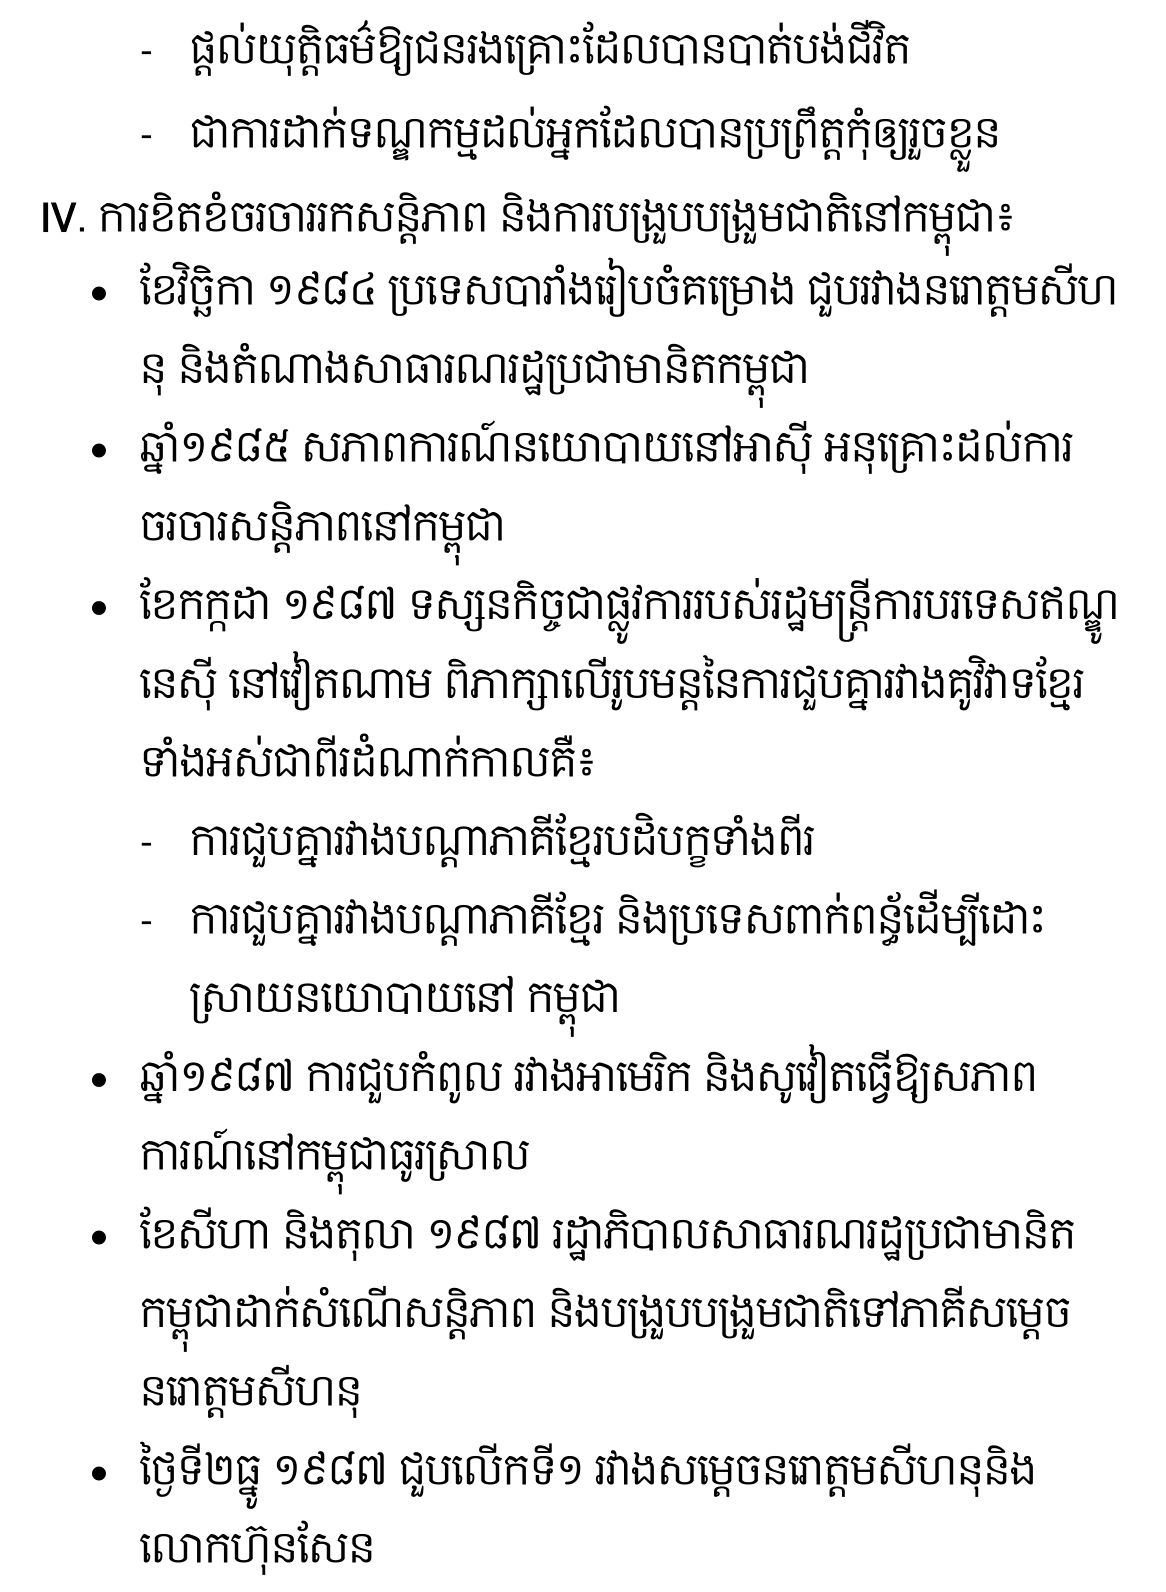 - ផ្តល់យុត្តិធម៌ឱ្យជនរងគ្រោះដែលបានបាត់បង់ជីវិត
- ជាការដាក់ទណ្ឌកម្មដល់អ្នកដែលបានប្រព្រឹត្តកុំឲ្យរួចខ្លួន
IV. ការខិតខំចរចាររកសន្តិភាព និងការបង្រួបបង្រួមជាតិនៅកម្ពុជា៖
• ខែវិច្ឆិកា ១៩៨៤ ប្រទេសបារាំងរៀបចំគម្រោង ជួបរវាងនរោត្តមសីហ
នុ និងតំណាងសាធារណរដ្ឋប្រជាមានិតកម្ពុជា
• ឆ្នាំ១៩៨៥ សភាពការណ៍នយោបាយនៅអាស៊ី អនុគ្រោះដល់ការ
ចរចារសន្តិភាពនៅកម្ពុជា
• ខែកក្កដា ១៩៨៧ ទស្សនកិច្ចជាផ្លូវការរបស់រដ្ឋមន្ត្រីការបរទេសឥណ្ឌូ
នេស៊ី នៅវៀតណាម ពិភាក្សាលើរូបមន្តនៃការជួបគ្នារវាងគូវិវាទខ្មែរ
ទាំងអស់ជាពីរដំណាក់កាលគឺ៖
- ការជួបគ្នារវាងបណ្តាភាគីខ្មែរបដិបក្ខទាំងពីរ
- ការជួបគ្នារវាងបណ្តាភាគីខ្មែរ និងប្រទេសពាក់ពន្ធ័ដើម្បីដោះ
ស្រាយនយោបាយនៅ កម្ពុជា
• ឆ្នាំ១៩៨៧ ការជួបកំពូល រវាងអាមេរិក និងសូវៀតធ្វើឱ្យសភាព
ការណ៍នៅកម្ពុជាធូរស្រាល
• ខែសីហា និងតុលា ១៩៨៧ រដ្ឋាភិបាលសាធារណរដ្ឋប្រជាមានិត
កម្ពុជាដាក់សំណើសន្តិភាព និងបង្រួបបង្រួមជាតិទៅភាគីសម្តេច
នរោត្តមសីហនុ
• ថ្ងៃទី២ធ្នូ ១៩៨៧ ជួបលើកទី១ រវាងសម្តេចនរោត្តមសីហនុនិង
លោកហ៊ុនសែន